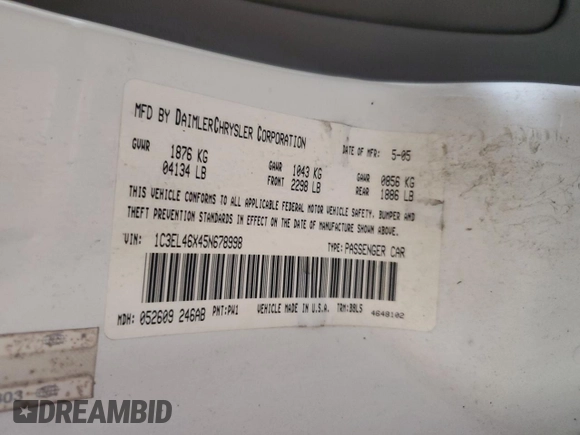 MFD BY DAIMLERCHRYSLER CORPORATION
DATE OF MFR: 5-05
GVWR 1876 KG 04134 LB
GAWR FRONT 1043 KG 2298 LB
GAWR REAR 0856 KG 1886 LB
THIS VEHICLE CONFORMS TO ALL APPLICABLE FEDERAL MOTOR VEHICLE SAFETY, BUMPER AND
THEFT PREVENTION STANDARDS IN EFFECT ON THE DATE OF MANUFACTURE SHOWN ABOVE.
VIN: 1C3EL46X45N678998 TYPE: PASSENGER CAR
MDH: 052609 246AB PNT: PW1 VEHICLE MADE IN U.S.A. TRM: DBLS
4648102
303
DREAMBID